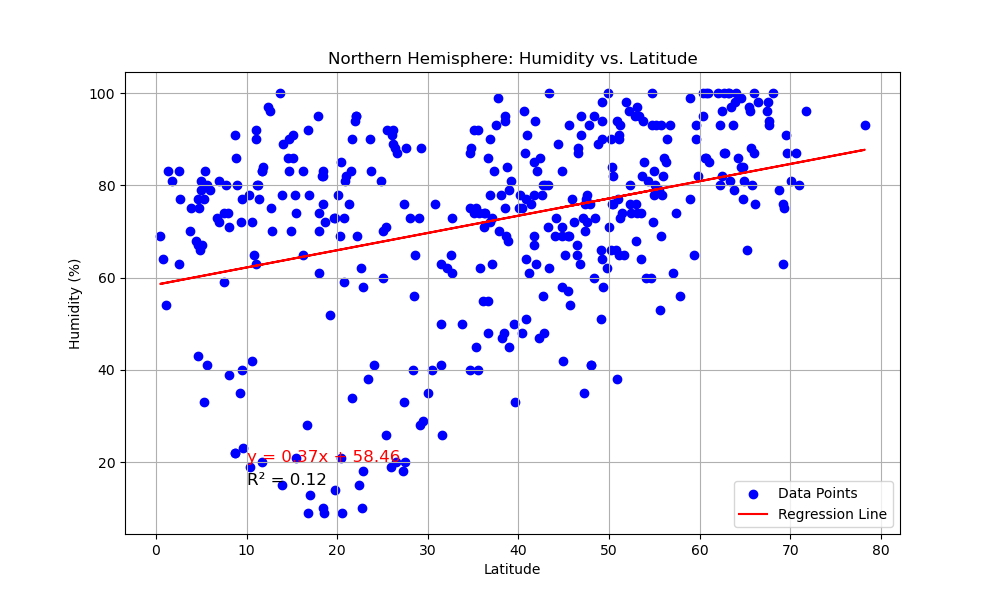 Northern Hemisphere: Humidity vs. Latitude
100
80
60
40
20
Humidity (%)
y = 0.37x + 58.46
R² = 0.12
Data Points
Regression Line
0 10 20 30 40 50 60 70 80
Latitude